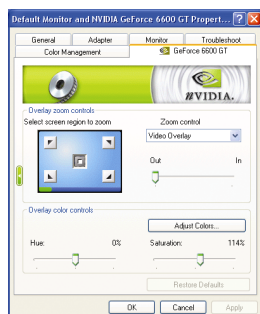 Default Monitor and NVIDIA GeForce 6600 GT Propert... ?
General Adapter Monitor Troubleshoot
Color Management GeForce 6600 GT
NVIDIA.
Overlay zoom controls
Select screen region to zoom
Zoom control
Video Overlay
Out In
Overlay color controls
Adjust Colors...
Hue: 0% Saturation: 114%
Restore Defaults
OK Cancel Apply